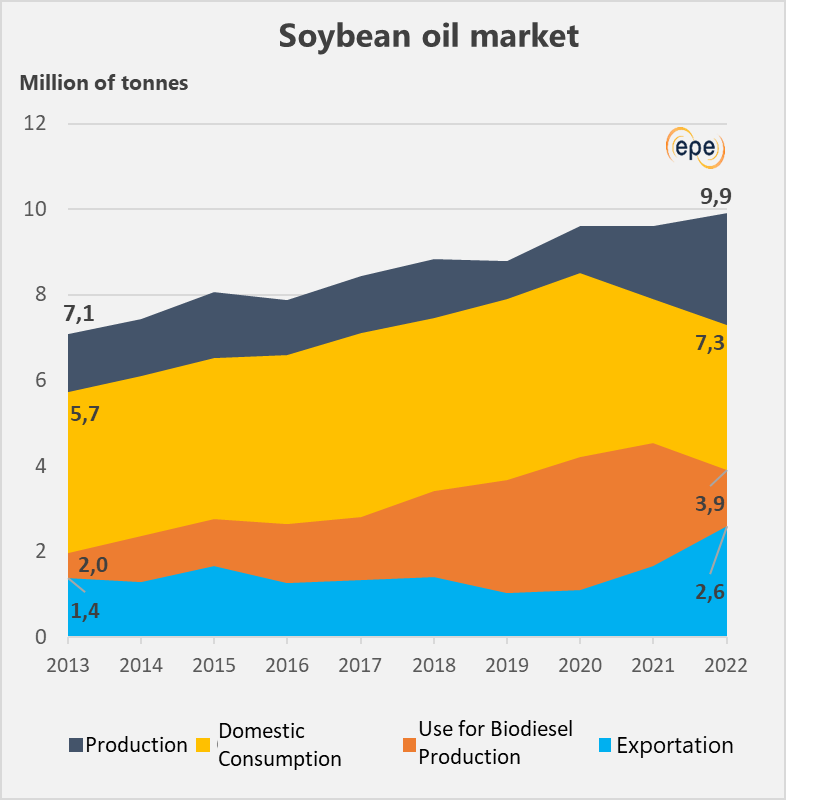 Soybean oil market
Million of tonnes
12
epe
9,9
10
8
7,1
7,3
6
5,7
4
3,9
2
2,0
2,6
1,4
0
2013 2014 2015 2016 2017 2018 2019 2020 2021 2022
Production
Domestic
Consumption
Use for Biodiesel
Production
Exportation